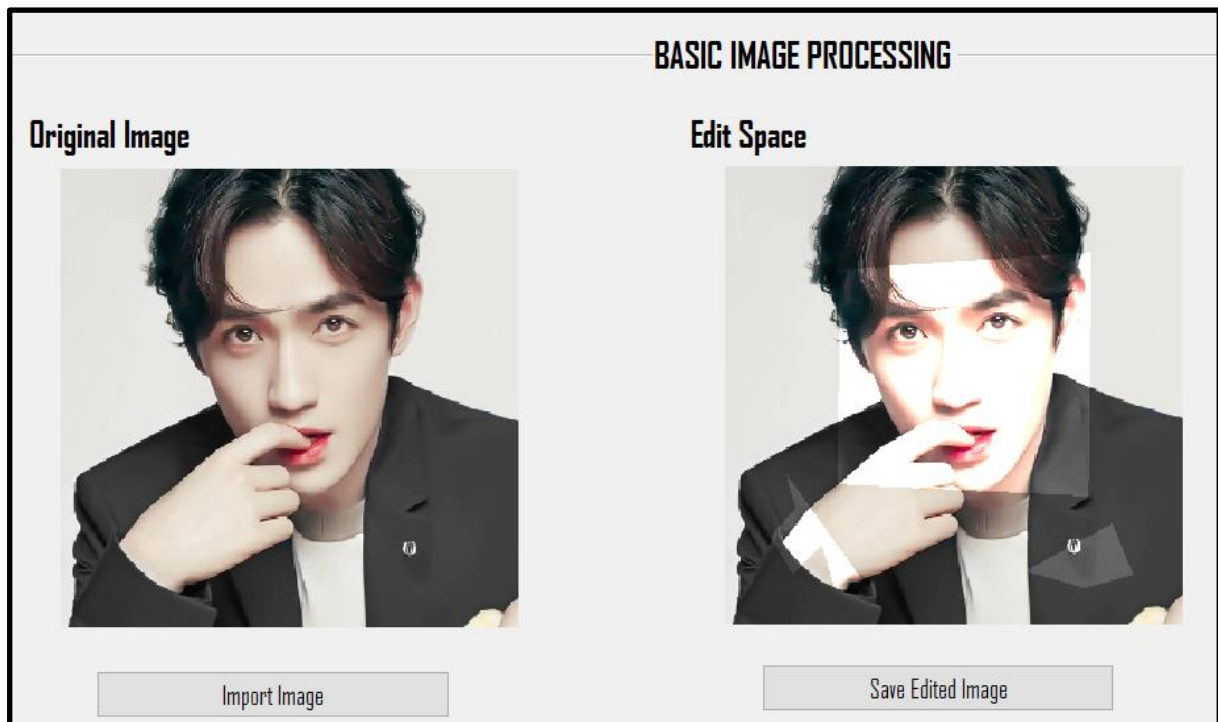 BASIC IMAGE PROCESSING
Original Image
Edit Space
Import Image
Save Edited Image